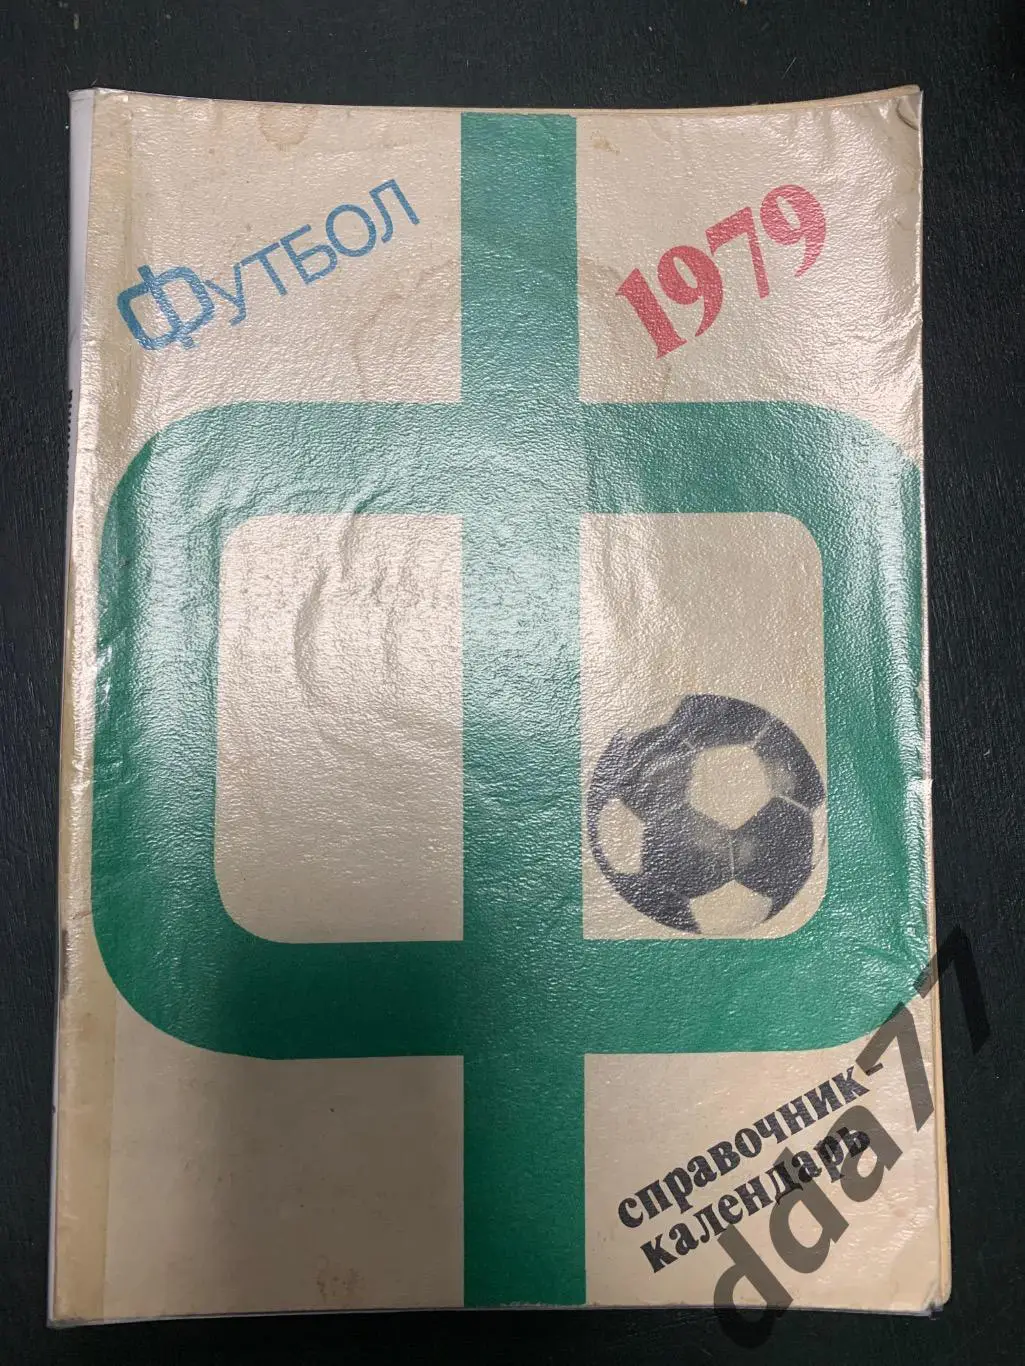 Футбол
1979
справочник-
календарь
dda77